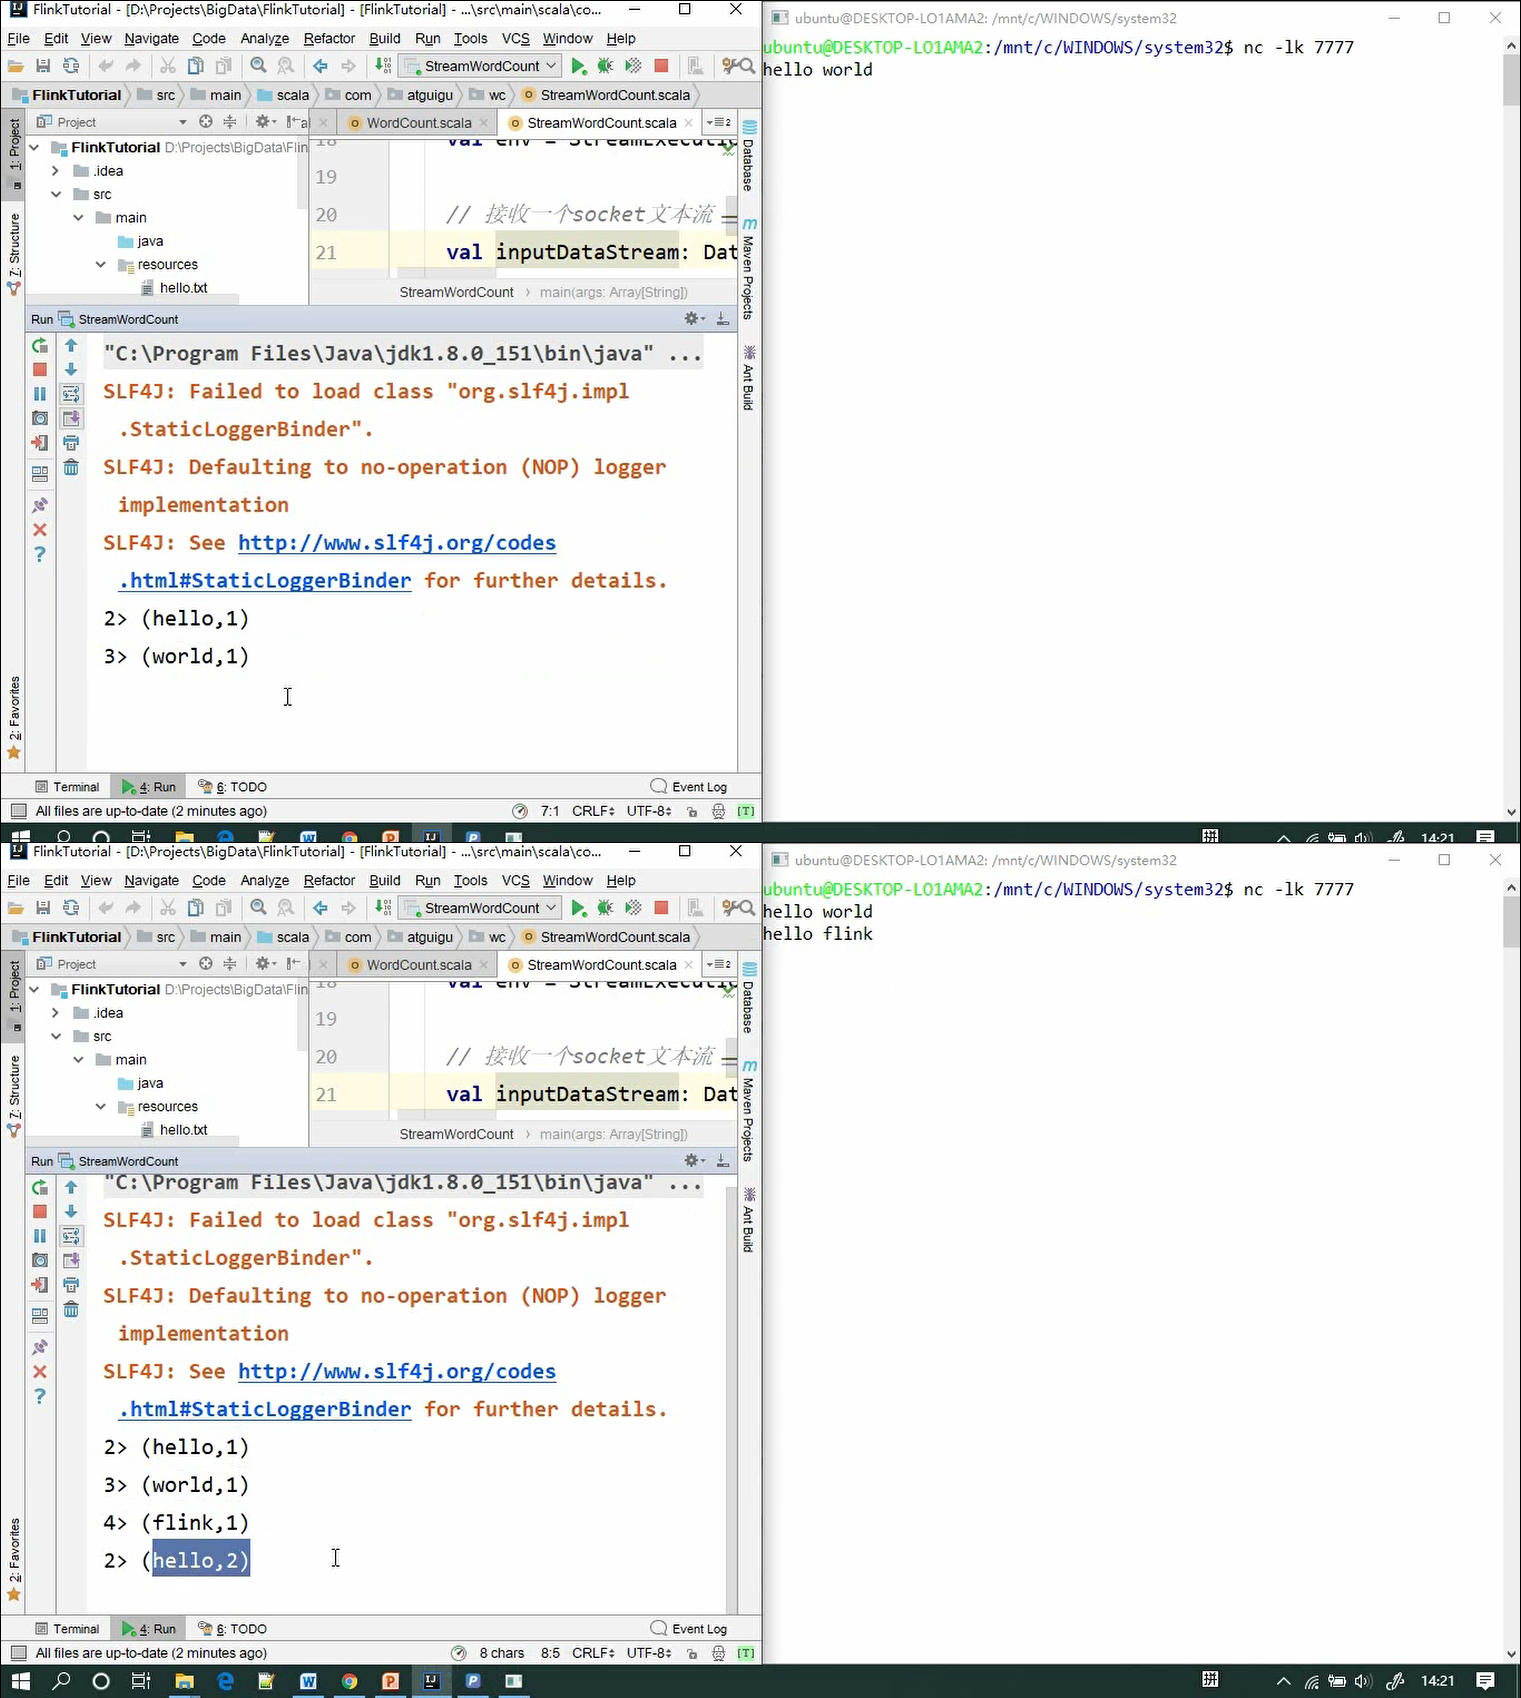 FlinkTutorial - [D:\Projects\BigData\FlinkTutorial] - [FlinkTutorial] - ...\src\main\scala\co...
File Edit View Navigate Code Analyze Refactor Build Run Tools VCS Window Help
StreamWordCount
FlinkTutorial src main scala com atguigu wc StreamWordCount.scala
Project WordCount.scala StreamWordCount.scala
FlinkTutorial D:\Projects\BigData\Flin
.idea
src
main
java
resources
hello.txt
18 val env = StreamExecutio
19
20 // 接收一个socket文本流
21 val inputDataStream: Dat
StreamWordCount › main(args: Array[String])
1: Project
7: Structure
2: Favorites
Database
Maven Projects
Ant Build
Run StreamWordCount
"C:\Program Files\Java\jdk1.8.0_151\bin\java" ...
SLF4J: Failed to load class "org.slf4j.impl
.StaticLoggerBinder".
SLF4J: Defaulting to no-operation (NOP) logger
implementation
SLF4J: See http://www.slf4j.org/codes
.html#StaticLoggerBinder for further details.
2> (hello,1)
3> (world,1)
Terminal 4: Run 6: TODO Event Log
All files are up-to-date (2 minutes ago) 7:1 CRLF UTF-8 [T]
ubuntu@DESKTOP-LO1AMA2: /mnt/c/WINDOWS/system32
ubuntu@DESKTOP-LO1AMA2:/mnt/c/WINDOWS/system32$ nc -lk 7777
hello world
拼 14:21
FlinkTutorial - [D:\Projects\BigData\FlinkTutorial] - [FlinkTutorial] - ...\src\main\scala\co...
File Edit View Navigate Code Analyze Refactor Build Run Tools VCS Window Help
StreamWordCount
FlinkTutorial src main scala com atguigu wc StreamWordCount.scala
Project WordCount.scala StreamWordCount.scala
FlinkTutorial D:\Projects\BigData\Flin
.idea
src
main
java
resources
hello.txt
18 val env = StreamExecutio
19
20 // 接收一个socket文本流
21 val inputDataStream: Dat
StreamWordCount › main(args: Array[String])
1: Project
7: Structure
2: Favorites
Database
Maven Projects
Ant Build
Run StreamWordCount
"C:\Program Files\Java\jdk1.8.0_151\bin\java" ...
SLF4J: Failed to load class "org.slf4j.impl
.StaticLoggerBinder".
SLF4J: Defaulting to no-operation (NOP) logger
implementation
SLF4J: See http://www.slf4j.org/codes
.html#StaticLoggerBinder for further details.
2> (hello,1)
3> (world,1)
4> (flink,1)
2> (hello,2)
Terminal 4: Run 6: TODO Event Log
All files are up-to-date (2 minutes ago) 8 chars 8:5 CRLF UTF-8 [T]
ubuntu@DESKTOP-LO1AMA2: /mnt/c/WINDOWS/system32
ubuntu@DESKTOP-LO1AMA2:/mnt/c/WINDOWS/system32$ nc -lk 7777
hello world
hello flink
拼 14:21